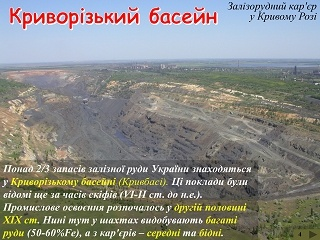 Криворізький басейн
Залізорудний кар'єр
у Кривому Розі
Понад 2/3 запасів залізної руди України знаходяться
у Криворізькому басейні (Кривбасі). Ці поклади були
відомі ще за часів скіфів (VI-II ст. до н.е.).
Промислове освоєння розпочалось у другій половині
XIX ст. Нині тут у шахтах видобувають багаті
руди (50-60%Fe), а з кар'єрів – середні та бідні.